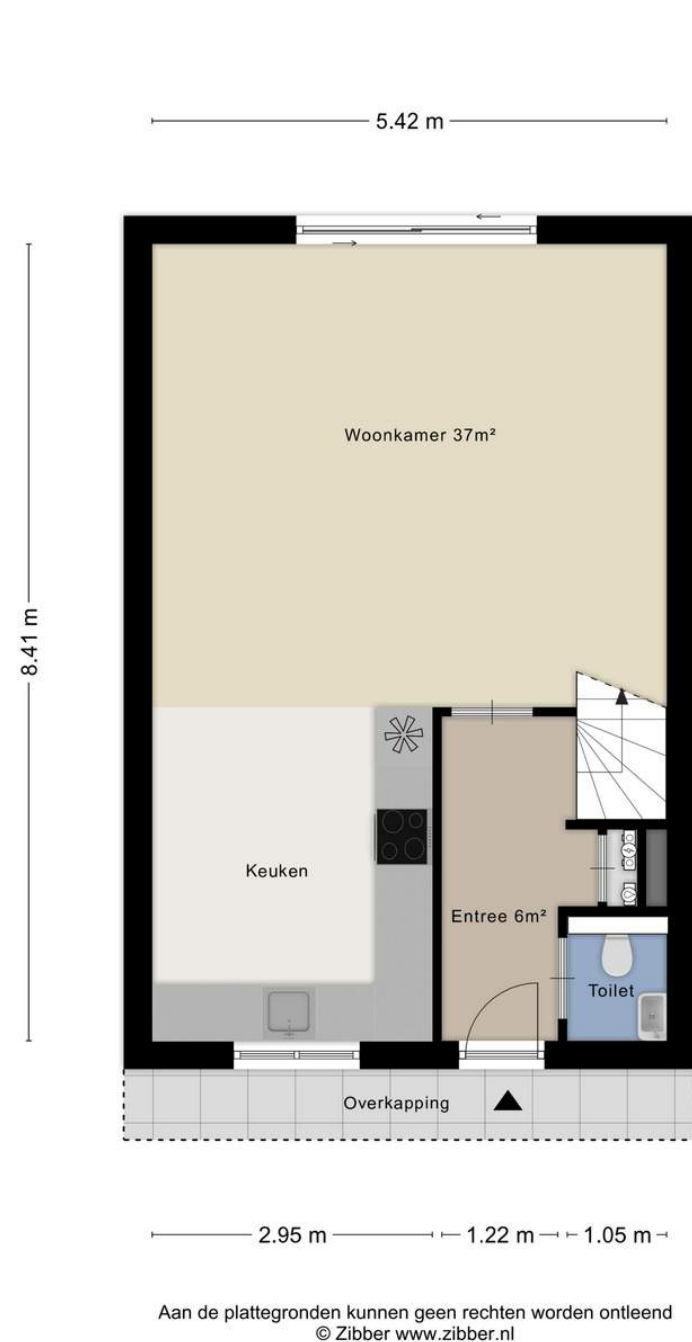 5.42 m
Woonkamer 37m²
8.41 m
Keuken
Entree 6m²
Toilet
Overkapping
2.95 m
1.22 m
1.05 m
Aan de plattegronden kunnen geen rechten worden ontleend
© Zibber www.zibber.nl